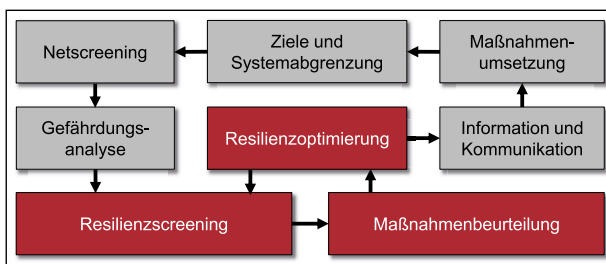 Netscreening
Ziele und
Systemabgrenzung
Maßnahmen-
umsetzung
Gefährdungs-
analyse
Resilienzoptimierung
Information und
Kommunikation
Resilienzscreening
Maßnahmenbeurteilung